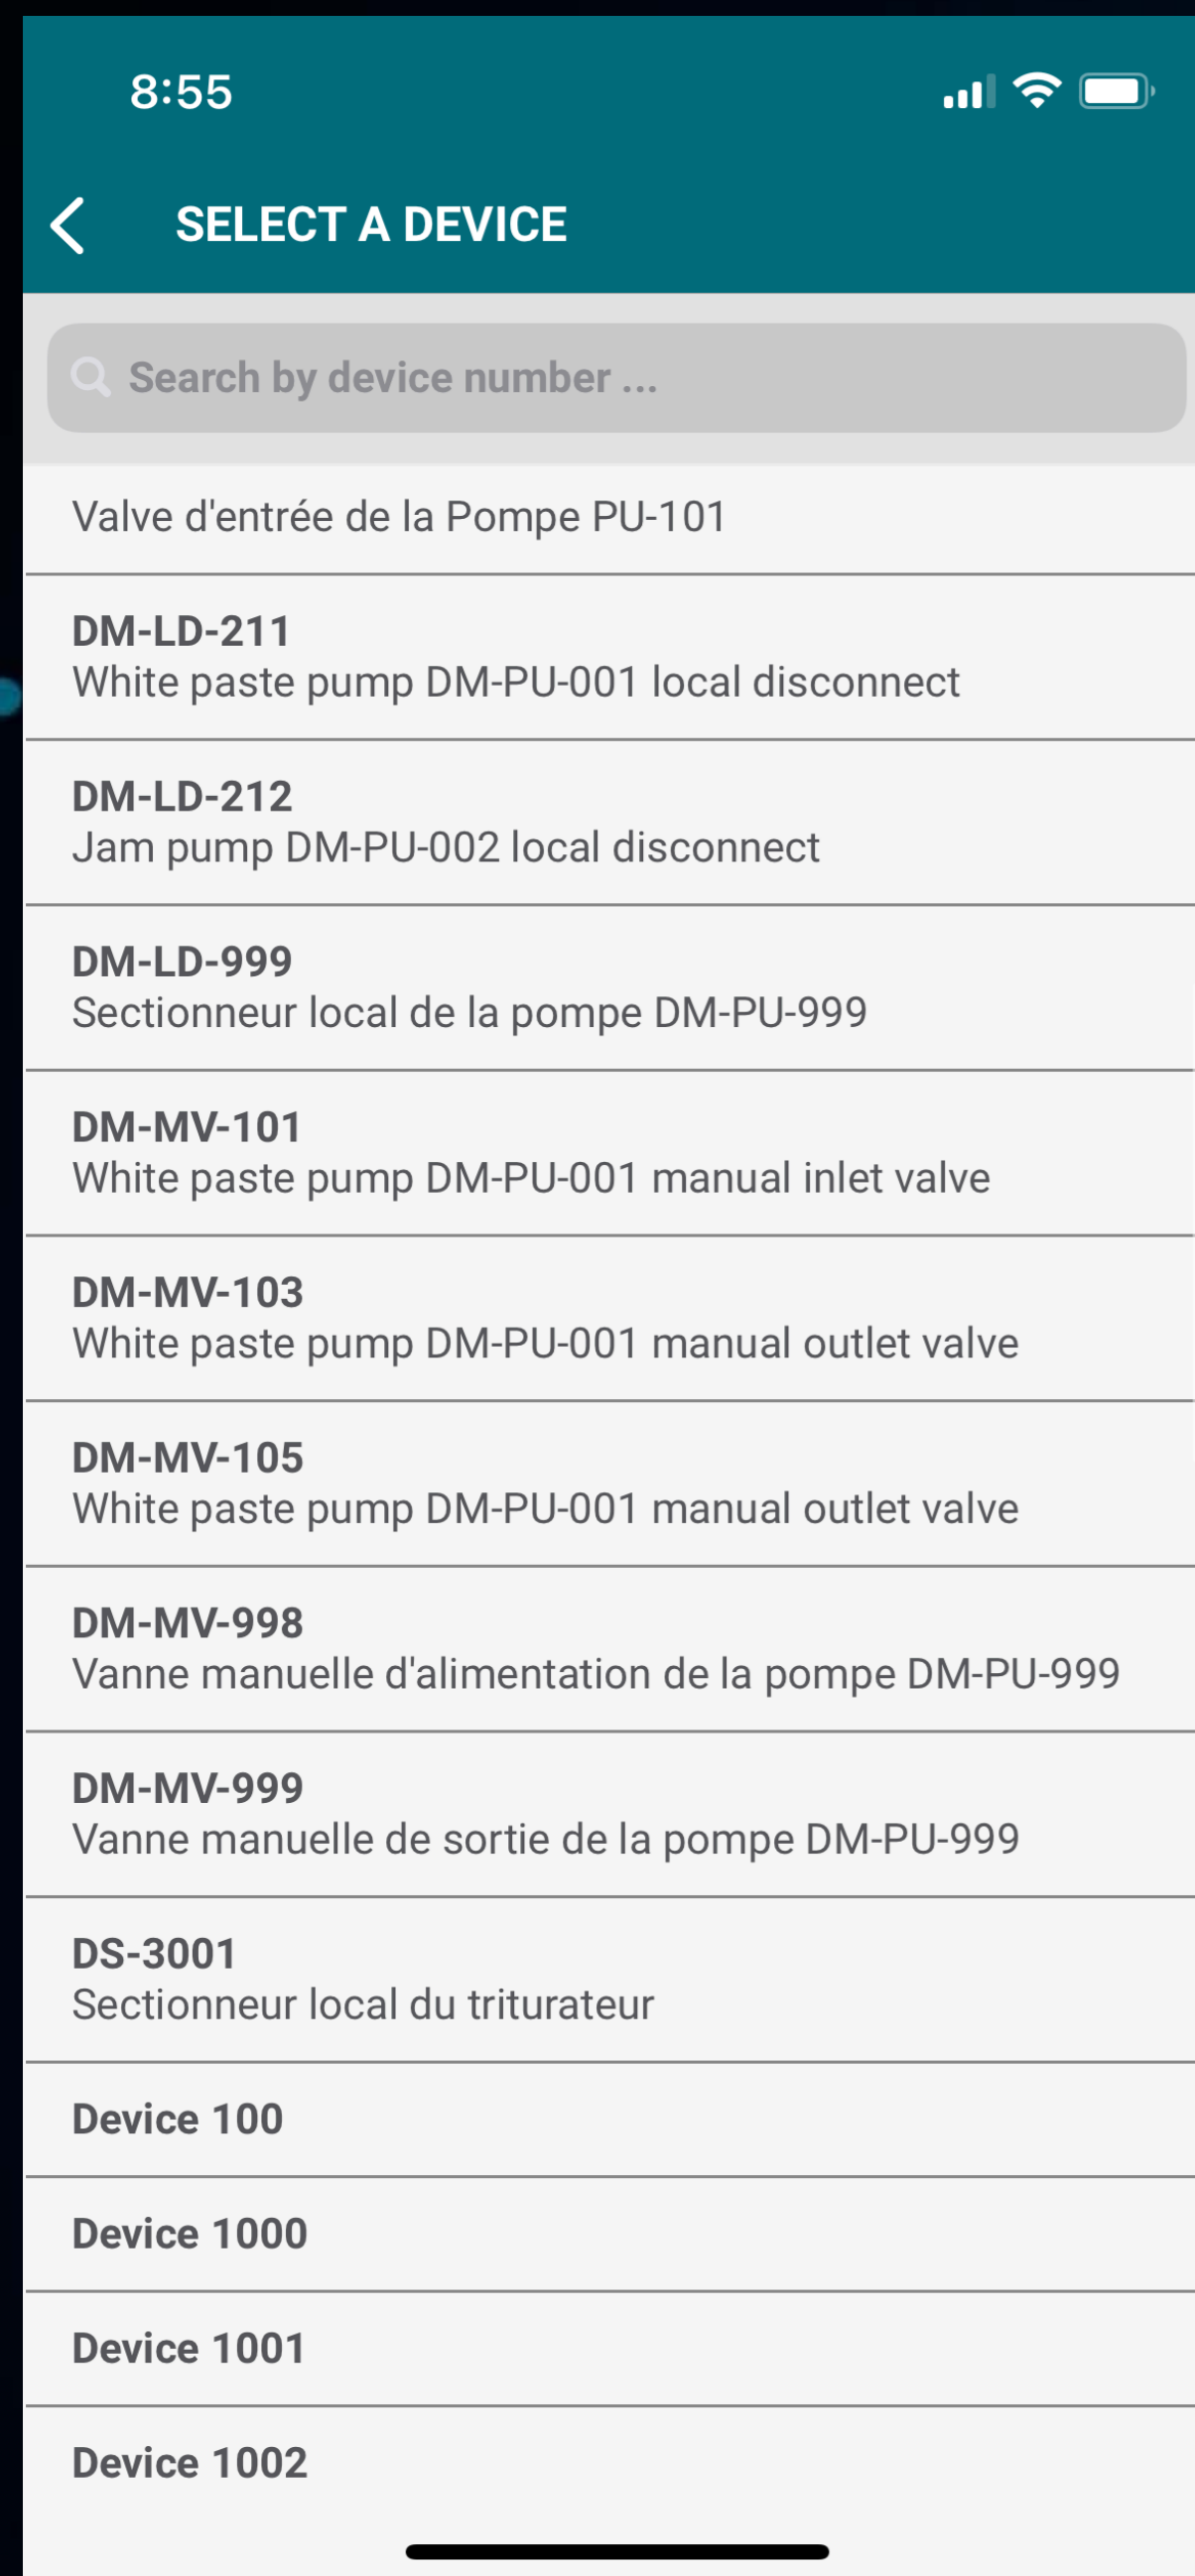 8:55
SELECT A DEVICE
Search by device number ...
Valve d'entrée de la Pompe PU-101
DM-LD-211
White paste pump DM-PU-001 local disconnect
DM-LD-212
Jam pump DM-PU-002 local disconnect
DM-LD-999
Sectionneur local de la pompe DM-PU-999
DM-MV-101
White paste pump DM-PU-001 manual inlet valve
DM-MV-103
White paste pump DM-PU-001 manual outlet valve
DM-MV-105
White paste pump DM-PU-001 manual outlet valve
DM-MV-998
Vanne manuelle d'alimentation de la pompe DM-PU-999
DM-MV-999
Vanne manuelle de sortie de la pompe DM-PU-999
DS-3001
Sectionneur local du triturateur
Device 100
Device 1000
Device 1001
Device 1002